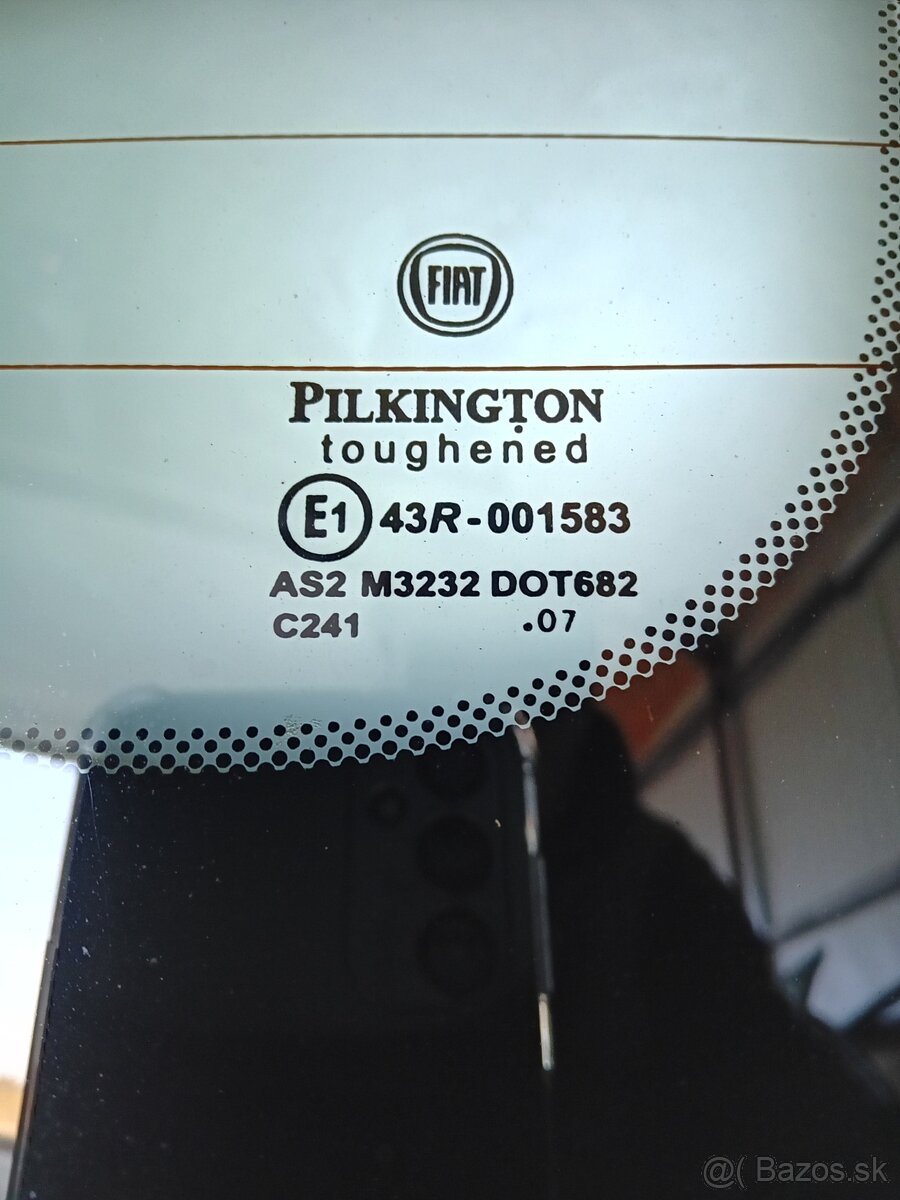 FIAT
PILKINGTON
toughened
E1 43R-001583
AS2 M3232 DOT682
C241 .07
@( Bazos.sk